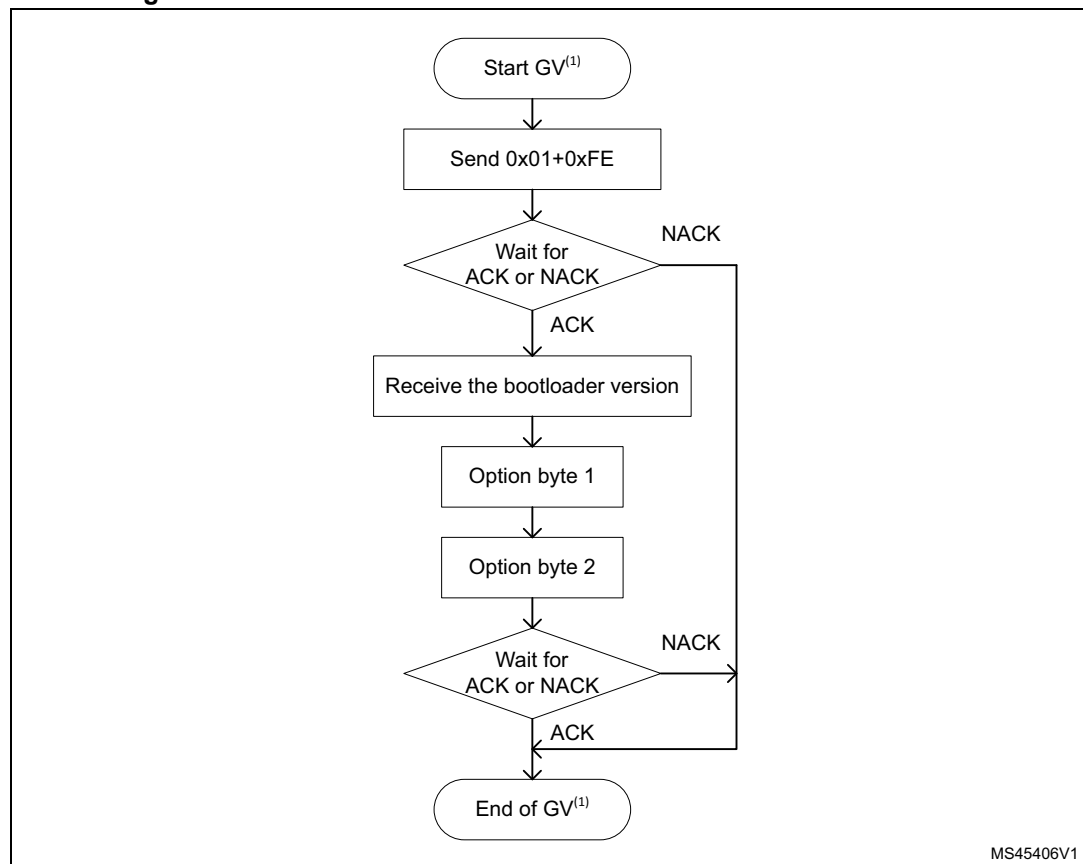 Start GV(1)
Send 0x01+0xFE
NACK
Wait for
ACK or NACK
ACK
Receive the bootloader version
Option byte 1
Option byte 2
NACK
Wait for
ACK or NACK
ACK
End of GV(1)
MS45406V1